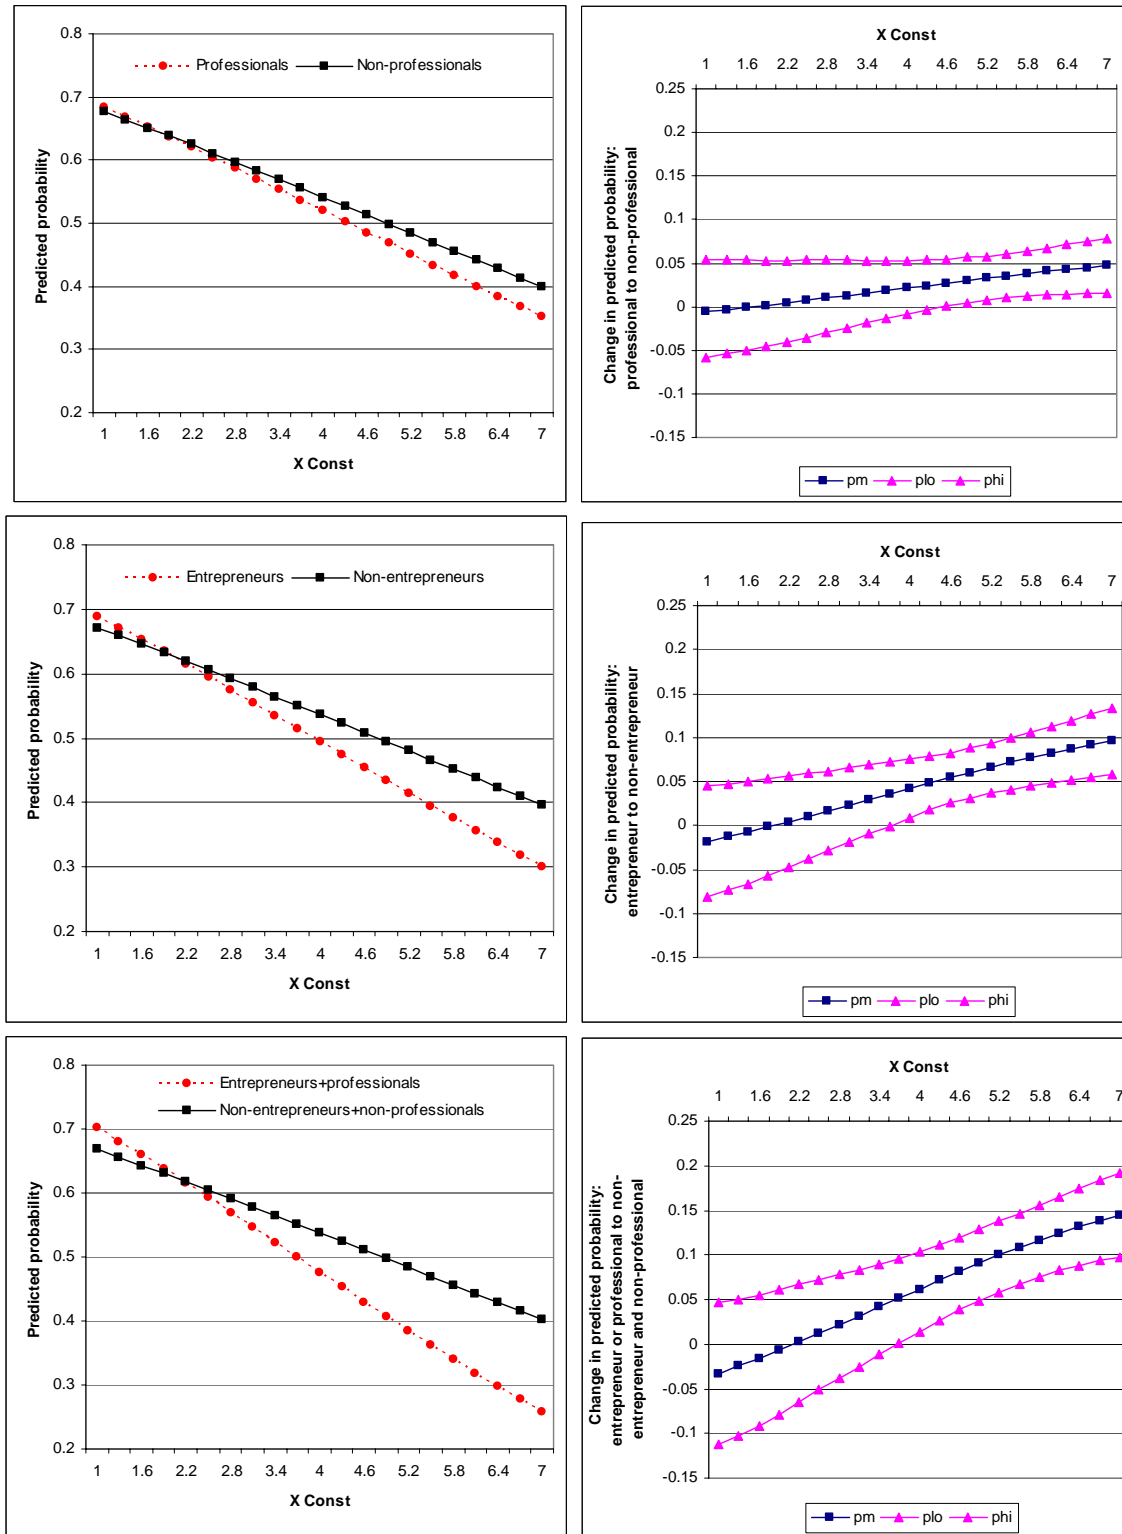 0.8
Professionals Non-professionals
0.7
0.6
0.5
0.4
0.3
0.2
Predicted probability
1 1.6 2.2 2.8 3.4 4 4.6 5.2 5.8 6.4 7
X Const
X Const
1 1.6 2.2 2.8 3.4 4 4.6 5.2 5.8 6.4 7
0.25
0.2
0.15
0.1
0.05
0
-0.05
-0.1
-0.15
Change in predicted probability:
professional to non-professional
pm plo phi
0.8
Entrepreneurs Non-entrepreneurs
0.7
0.6
0.5
0.4
0.3
0.2
Predicted probability
1 1.6 2.2 2.8 3.4 4 4.6 5.2 5.8 6.4 7
X Const
X Const
1 1.6 2.2 2.8 3.4 4 4.6 5.2 5.8 6.4 7
0.25
0.2
0.15
0.1
0.05
0
-0.05
-0.1
-0.15
Change in predicted probability:
entrepreneur to non-entrepreneur
pm plo phi
0.8
Entrepreneurs+professionals
Non-entrepreneurs+non-professionals
0.7
0.6
0.5
0.4
0.3
0.2
Predicted probability
1 1.6 2.2 2.8 3.4 4 4.6 5.2 5.8 6.4 7
X Const
X Const
1 1.6 2.2 2.8 3.4 4 4.6 5.2 5.8 6.4 7
0.25
0.2
0.15
0.1
0.05
0
-0.05
-0.1
-0.15
Change in predicted probability:
entrepreneur or professional to non-
entrepreneur and non-professional
pm plo phi